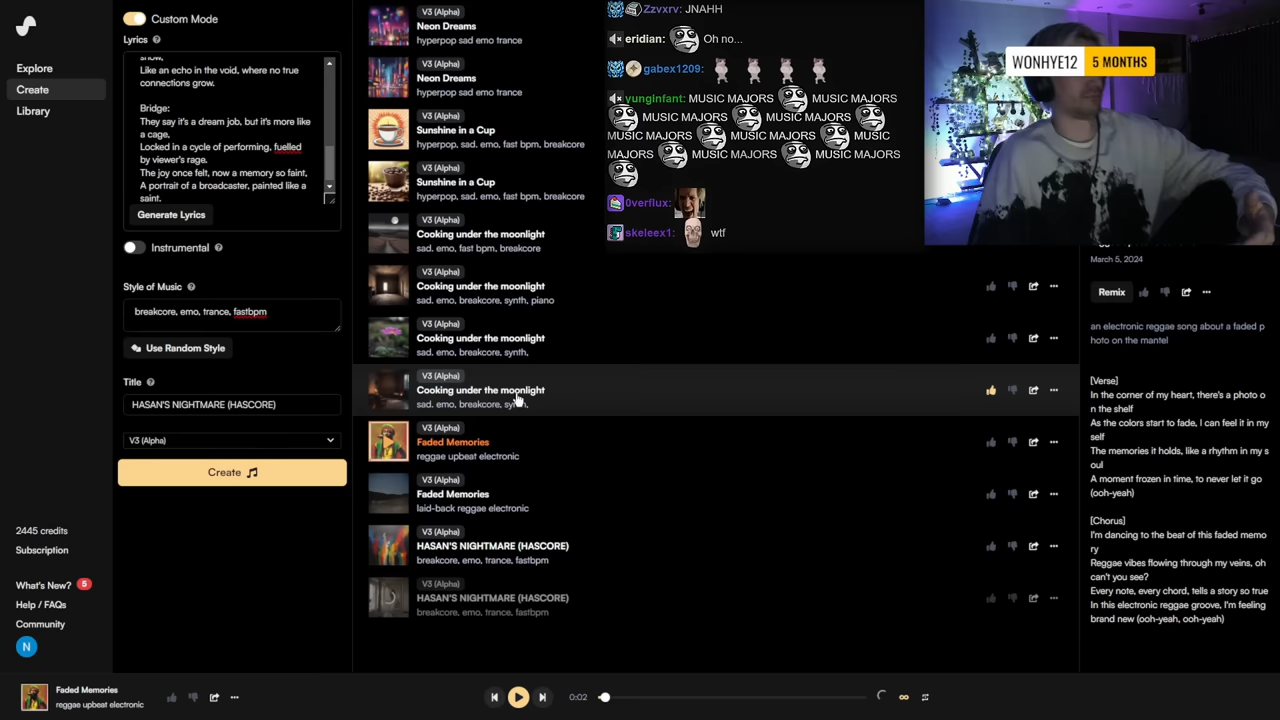 Explore
Create
Library
2445 credits
Subscription
What's New? 5
Help / FAQs
Community
N
Custom Mode
Lyrics
Like an echo in the void, where no true
connections grow.
Bridge:
They say it's a dream job, but it's more like
a cage,
Locked in a cycle of performing, fuelled
by viewer's rage.
The joy once felt, now a memory so faint,
A portrait of a broadcaster, painted like a
saint.
Generate Lyrics
Instrumental
Style of Music
breakcore, emo, trance, fastbpm
Use Random Style
Title
HASAN'S NIGHTMARE (HASCORE)
V3 (Alpha)
Create
V3 (Alpha)
Neon Dreams
hyperpop sad emo trance
V3 (Alpha)
Neon Dreams
hyperpop sad emo trance
V3 (Alpha)
Sunshine in a Cup
hyperpop, sad, emo, fast bpm, breakcore
V3 (Alpha)
Sunshine in a Cup
hyperpop, sad, emo, fast bpm, breakcore
V3 (Alpha)
Cooking under the moonlight
sad, emo, fast bpm, breakcore
V3 (Alpha)
Cooking under the moonlight
sad, emo, breakcore, synth, piano
V3 (Alpha)
Cooking under the moonlight
sad, emo, breakcore, synth,
V3 (Alpha)
Cooking under the moonlight
sad, emo, breakcore, synth,
V3 (Alpha)
Faded Memories
reggae upbeat electronic
V3 (Alpha)
Faded Memories
laid-back reggae electronic
V3 (Alpha)
HASAN'S NIGHTMARE (HASCORE)
breakcore, emo, trance, fastbpm
V3 (Alpha)
HASAN'S NIGHTMARE (HASCORE)
breakcore, emo, trance, fastbpm
Zzvxrv: JNAHH
eridian: Oh no...
gabex1209:
yunginfant: MUSIC MAJORS MUSIC MAJORS
MUSIC MAJORS MUSIC MAJORS
MUSIC MAJORS MUSIC MAJORS MUSIC
MAJORS MUSIC MAJORS MUSIC MAJORS
0verflux:
skeleex1: wtf
WONHYE12 5 MONTHS
March 5, 2024
Remix
an electronic reggae song about a faded p
hoto on the mantel
[Verse]
In the corner of my heart, there's a photo o
n the shelf
As the colors start to fade, I can feel it in my
self
The memories it holds, like a rhythm in my s
oul
A moment frozen in time, to never let it go
(ooh-yeah)
[Chorus]
I'm dancing to the beat of this faded memo
ry
Reggae vibes flowing through my veins, oh
can't you see?
Every note, every chord, tells a story so true
In this electronic reggae groove, I'm feeling
brand new (ooh-yeah, ooh-yeah)
Faded Memories
reggae upbeat electronic
0:02